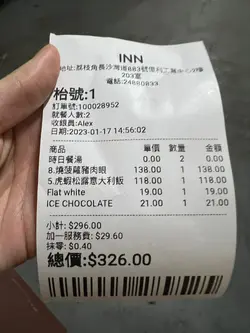 INN
地址:荔枝角長沙灣道883號億利工業中心2樓
203室
電話:24880833
枱號:1
訂單號:100028952
就餐人數:2
收銀員:Alex
日期:2023-01-17 14:56:02
商品 單價 數量 金額
時日餐湯 0.00 2 0.00
8.燒菠蘿豬肉眼 138.00 1 138.00
5.虎蝦松露意大利飯 118.00 1 118.00
Flat white 19.00 1 19.00
ICE CHOCOLATE 21.00 1 21.00
小計: $296.00
加一服務費: $29.60
抹零: $0.40
總價:$326.00